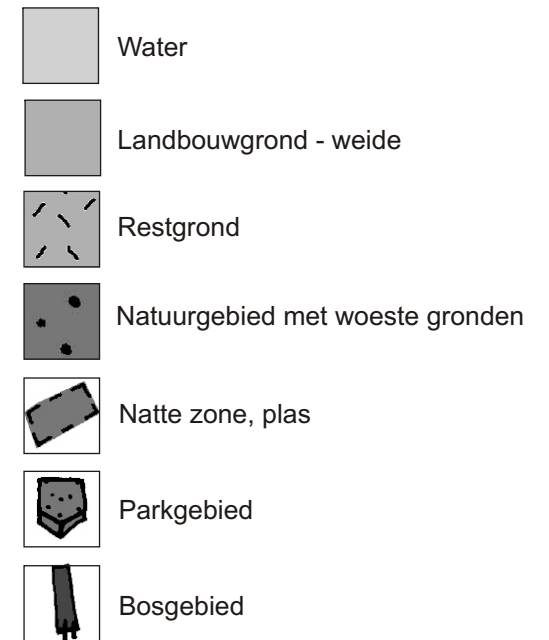 Water
Landbouwgrond - weide
Restgrond
Natuurgebied met woeste gronden
Natte zone, plas
Parkgebied
Bosgebied